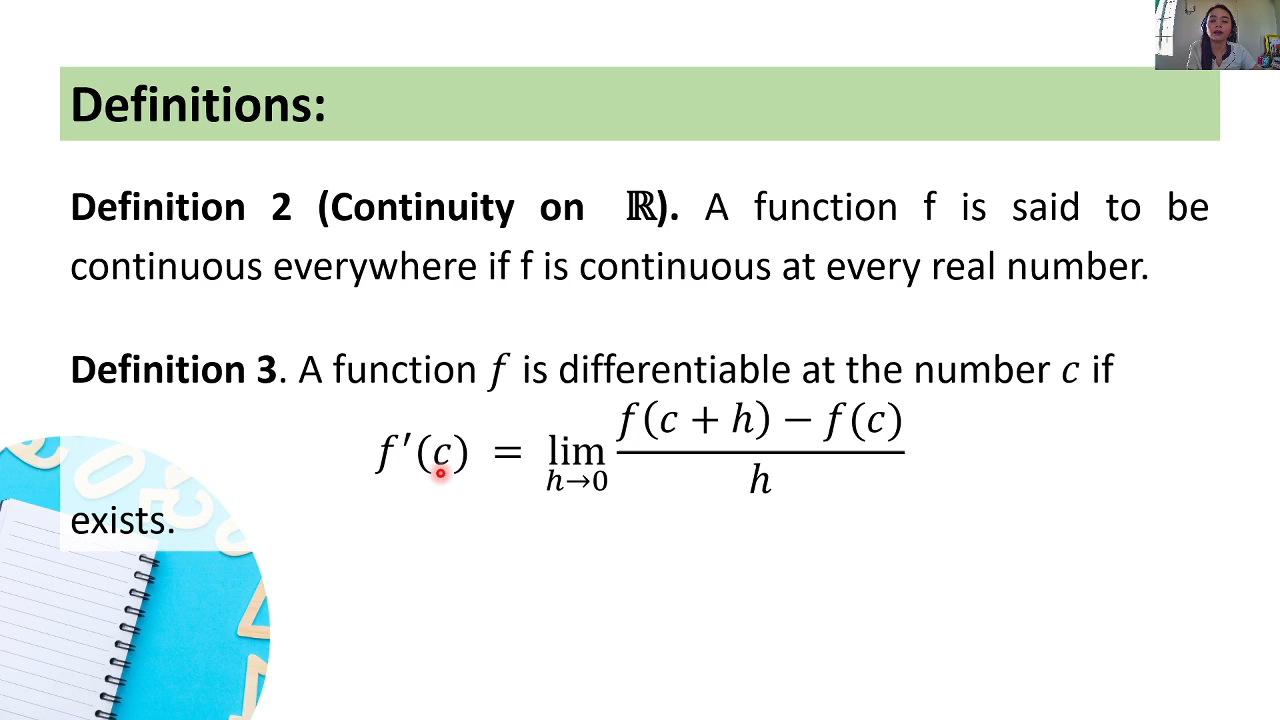 Definitions:
Definition 2 (Continuity on ℝ). A function f is said to be
continuous everywhere if f is continuous at every real number.
Definition 3. A function 𝑓 is differentiable at the number 𝑐 if
𝑓′(𝑐) = lim ℎ→0 𝑓(𝑐 + ℎ) − 𝑓(𝑐) / ℎ
exists.